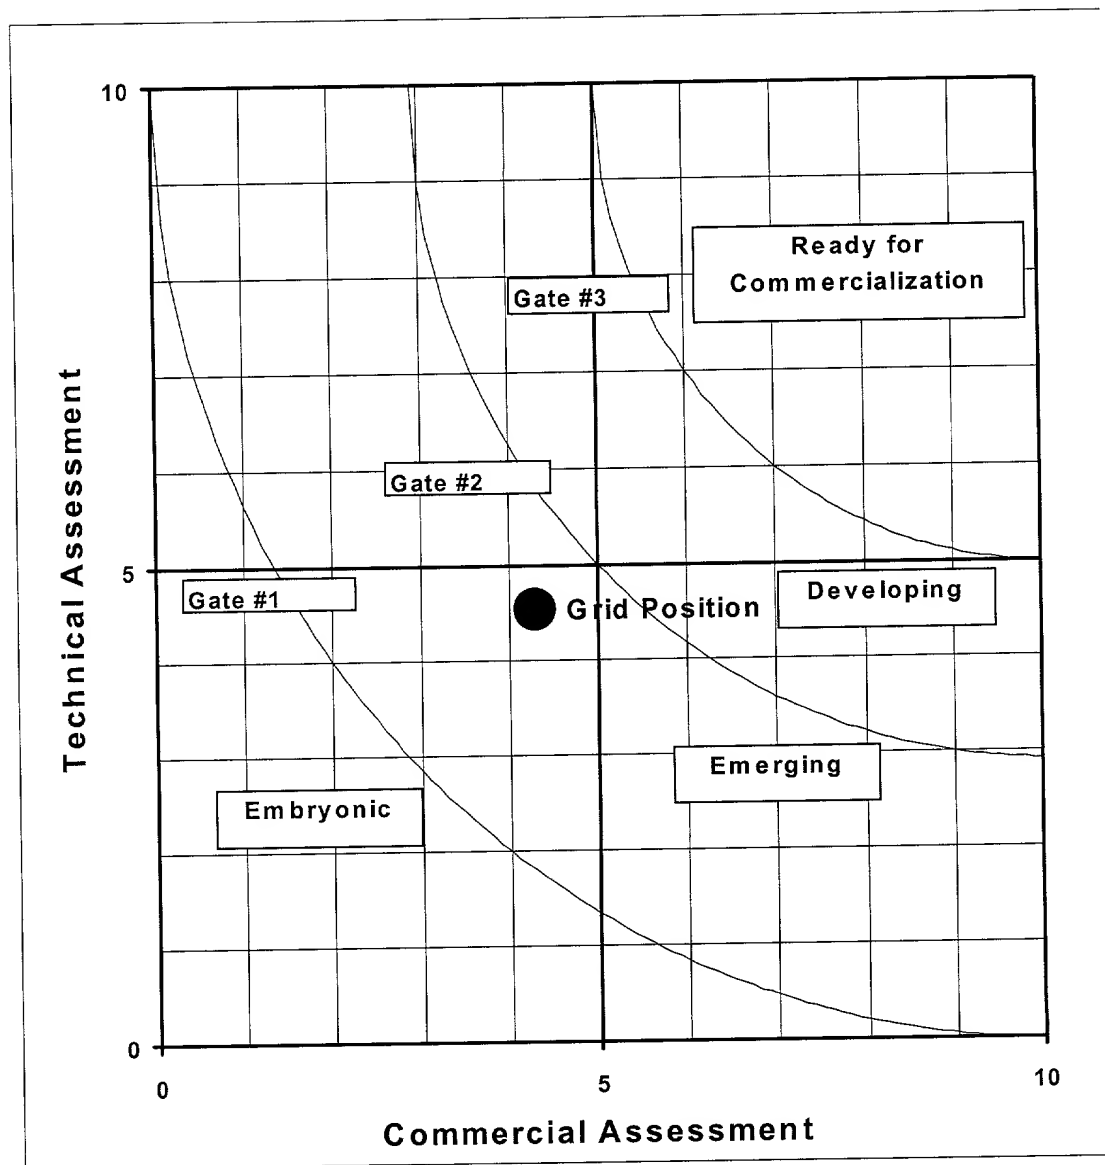 10
Ready for
Commercialization
Gate #3
Technical Assessment
Gate #2
5
Gate #1
Grid Position
Developing
Emerging
Embryonic
0
0
5
10
Commercial Assessment